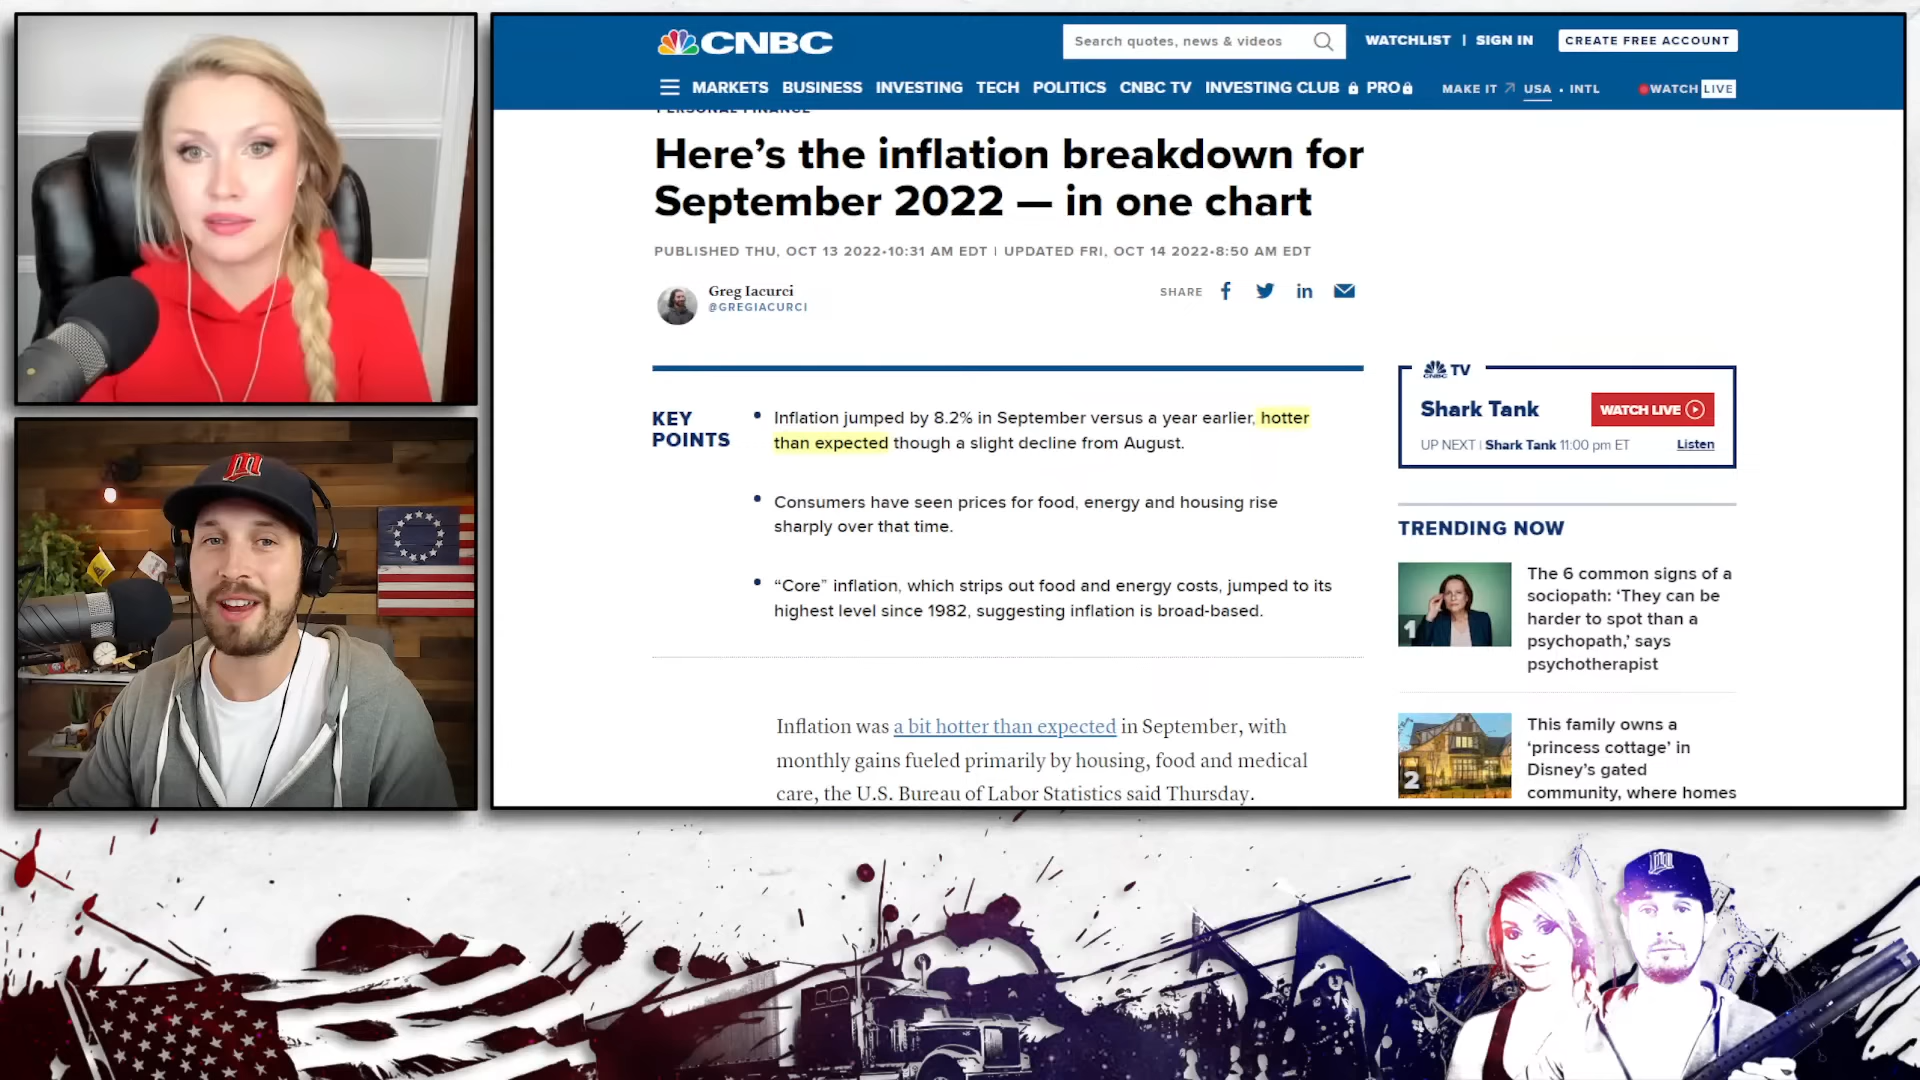 CNBC
Search quotes, news & videos
WATCHLIST | SIGN IN
CREATE FREE ACCOUNT
MARKETS BUSINESS INVESTING TECH POLITICS CNBC TV INVESTING CLUB PRO
MAKE IT USA • INTL
WATCH LIVE
PERSONAL FINANCE
Here’s the inflation breakdown for
September 2022 — in one chart
PUBLISHED THU, OCT 13 2022•10:31 AM EDT | UPDATED FRI, OCT 14 2022•8:50 AM EDT
Greg Iacurci
@GREGIACURCI
SHARE
KEY
POINTS
• Inflation jumped by 8.2% in September versus a year earlier, hotter
than expected though a slight decline from August.
• Consumers have seen prices for food, energy and housing rise
sharply over that time.
• “Core” inflation, which strips out food and energy costs, jumped to its
highest level since 1982, suggesting inflation is broad-based.
Inflation was a bit hotter than expected in September, with
monthly gains fueled primarily by housing, food and medical
care, the U.S. Bureau of Labor Statistics said Thursday.
CNBC TV
Shark Tank
WATCH LIVE
UP NEXT | Shark Tank 11:00 pm ET
Listen
TRENDING NOW
1
The 6 common signs of a
sociopath: ‘They can be
harder to spot than a
psychopath,’ says
psychotherapist
2
This family owns a
‘princess cottage’ in
Disney’s gated
community, where homes